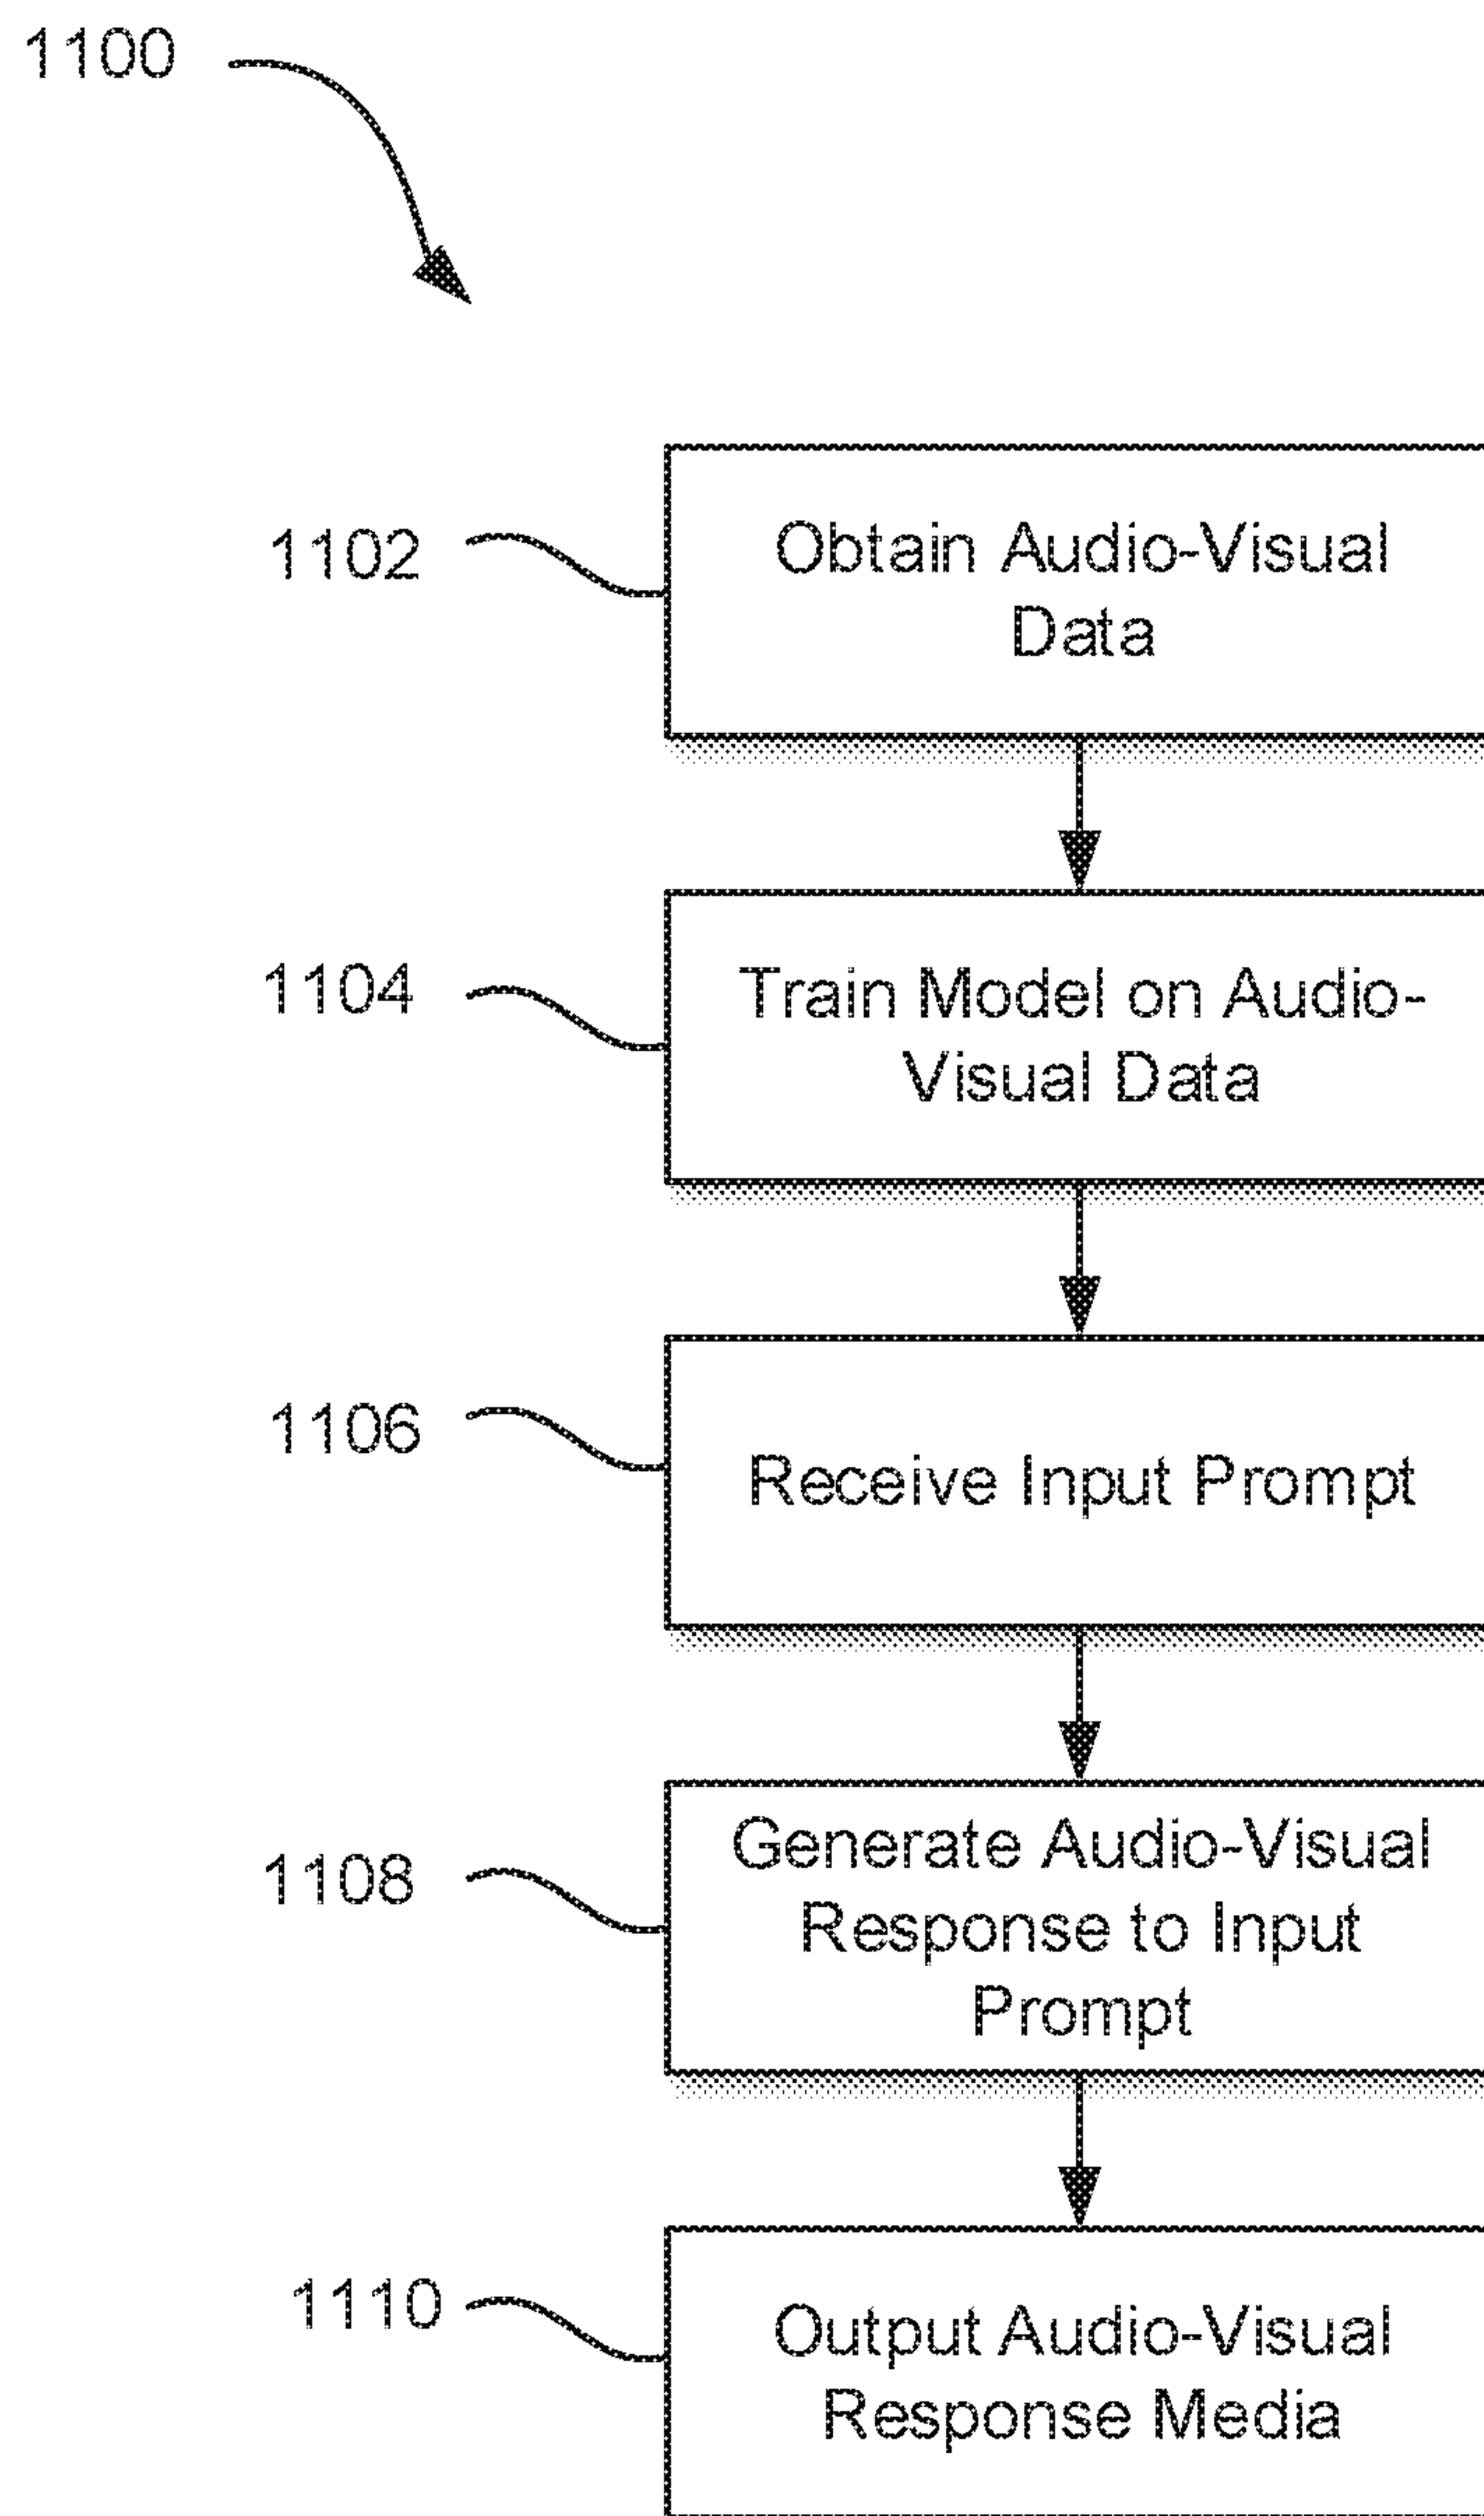 1100
1102
Obtain Audio-Visual
Data
1104
Train Model on Audio-
Visual Data
1106
Receive Input Prompt
1108
Generate Audio-Visual
Response to Input
Prompt
1110
Output Audio-Visual
Response Media